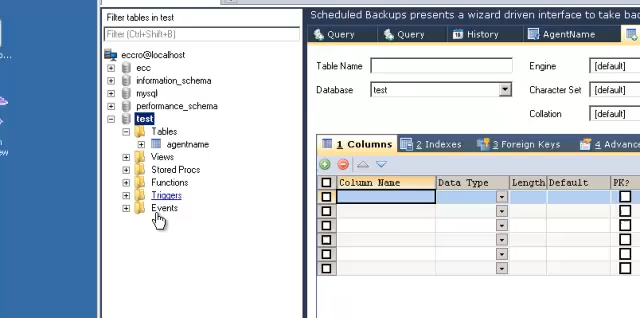 Filter tables in test
Filter (Ctrl+Shift+B)
eccro@localhost
ecc
information_schema
mysql
performance_schema
test
Tables
agentname
Views
Stored Procs
Functions
Triggers
Events
Scheduled Backups presents a wizard driven interface to take bac
Query
Query
History
AgentName
Table Name
Engine
[default]
Database
test
Character Set
[default]
Collation
[default]
1 Columns
2 Indexes
3 Foreign Keys
4 Advanc
Column Name
Data Type
Length
Default
PK?